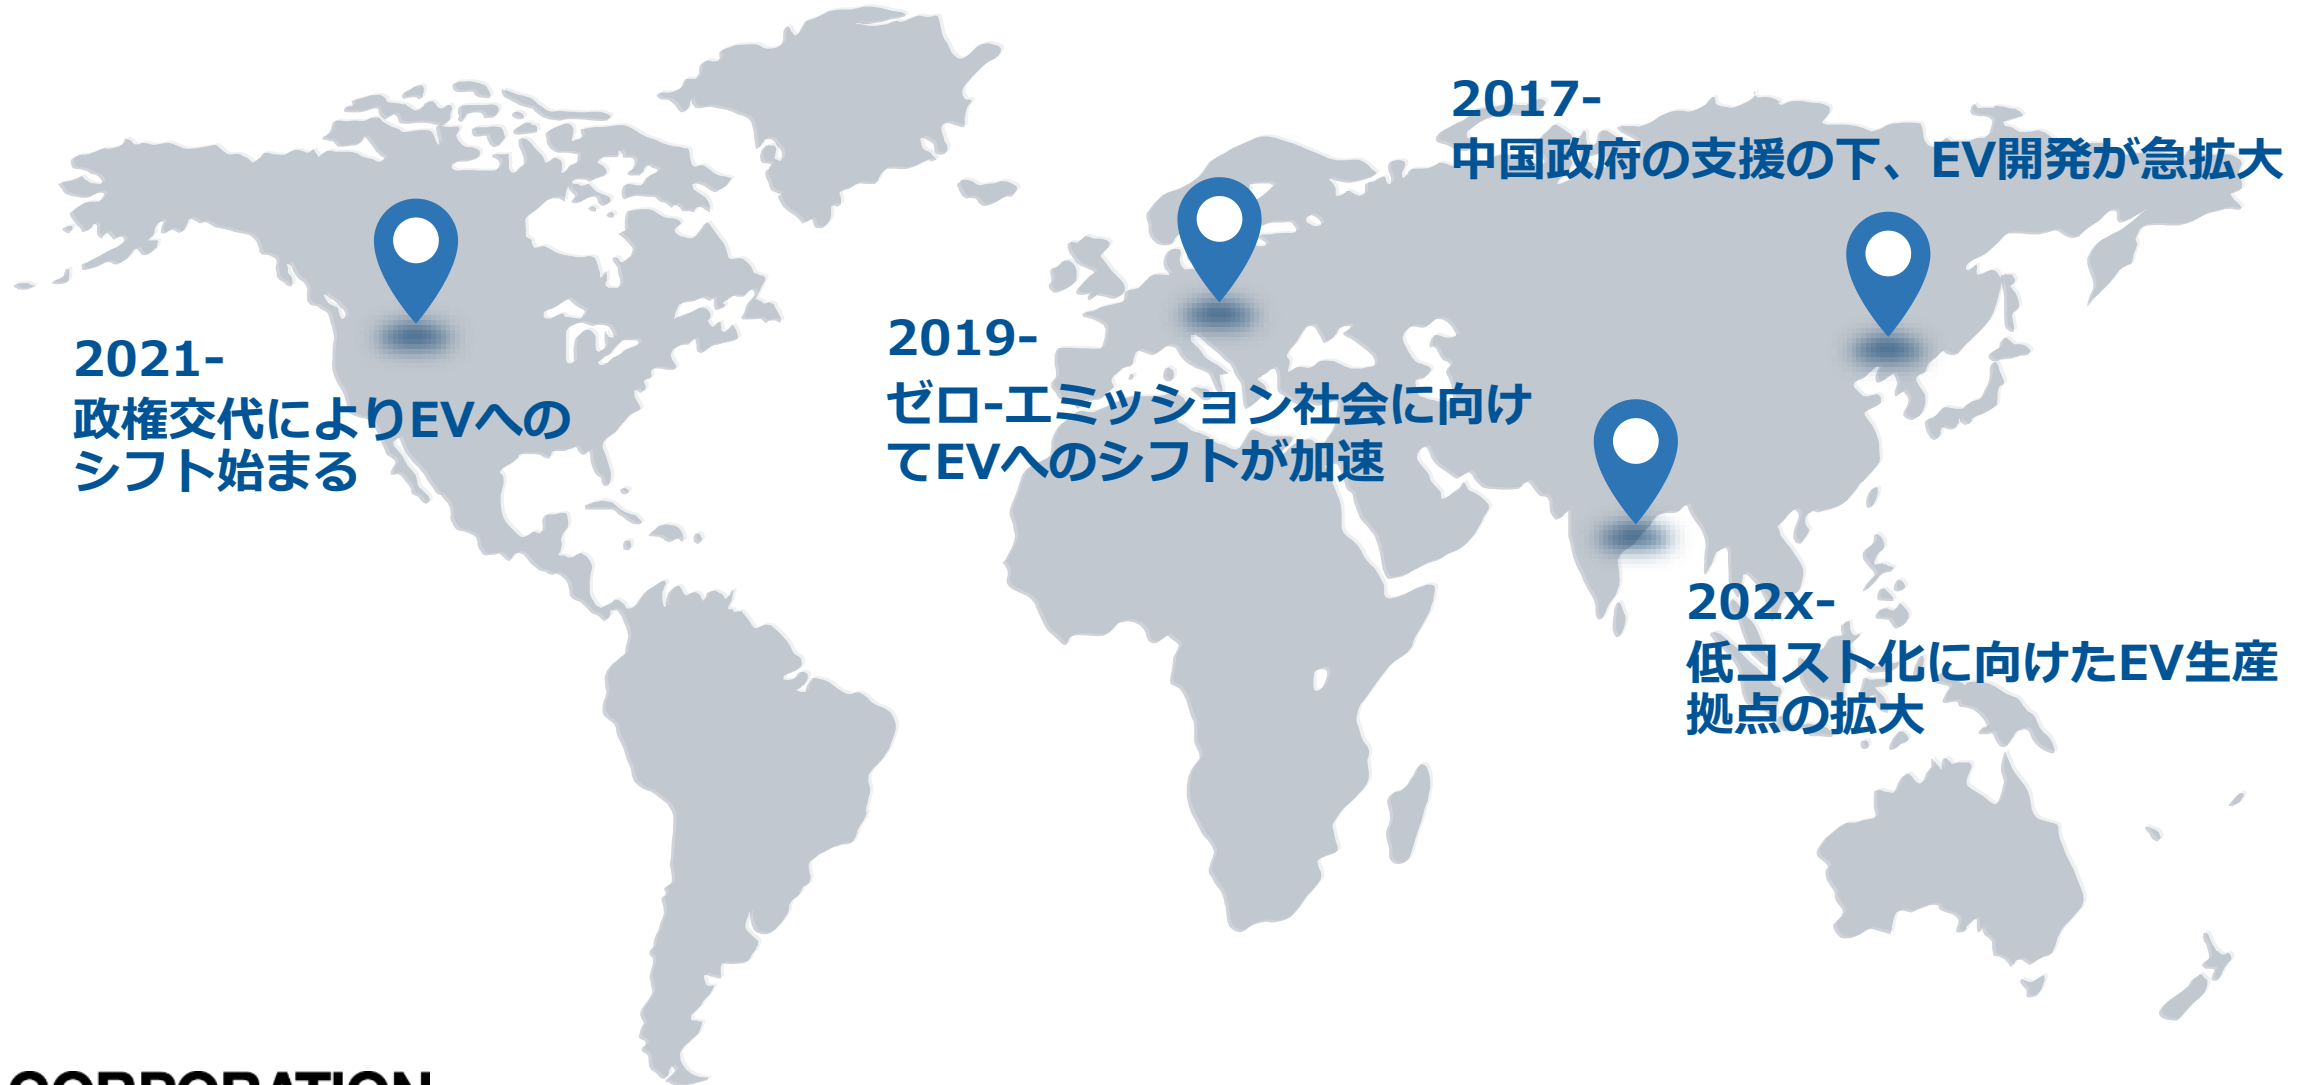 2017-
中国政府の支援の下、EV開発が急拡大
2021-
政権交代によりEVへの
シフト始まる
2019-
ゼロ-エミッション社会に向け
てEVへのシフトが加速
202x-
低コスト化に向けたEV生産
拠点の拡大
CORPORATION